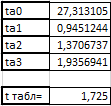 ta0 27,313105
ta1 0,9451244
ta2 1,3706737
ta3 1,9356941
t табл= 1,725